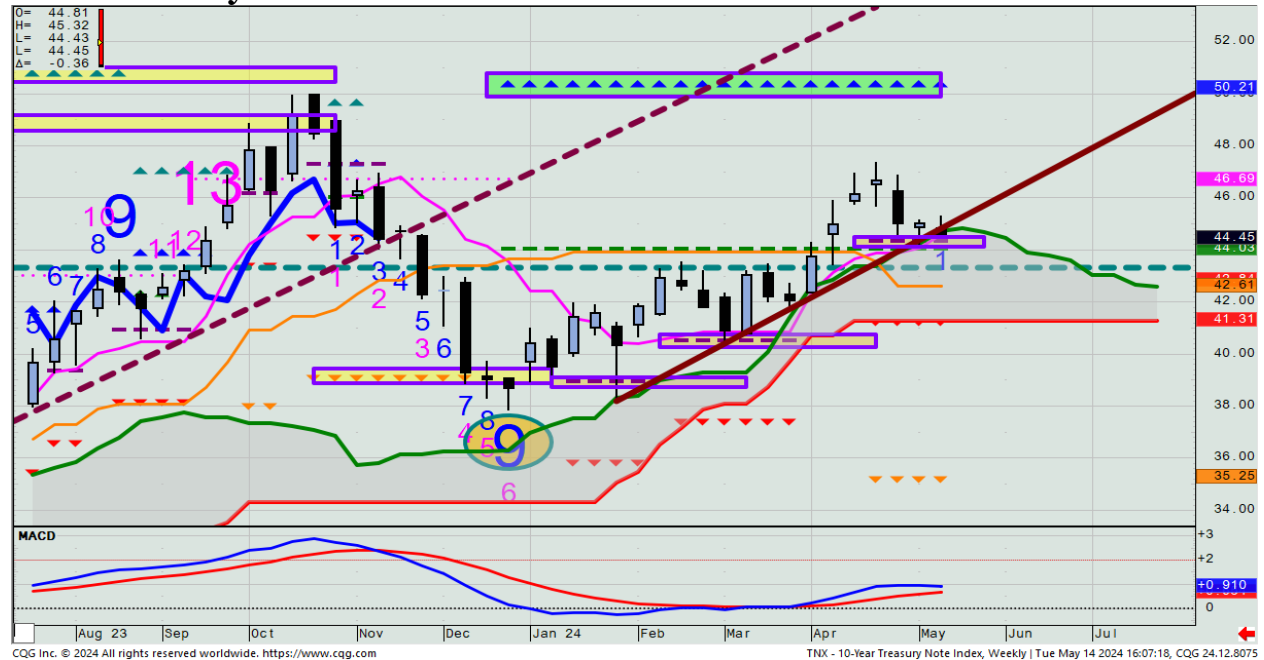 O= 44.81
H= 45.32
L= 44.43
L= 44.45
Δ= -0.36
52.00
50.21
48.00
46.69
46.00
44.45
44.03
42.61
42.00
41.31
40.00
38.00
36.00
35.25
34.00
5
6
7
8
9
10
11
12
13
1
2
3
4
5
6
7
8
9
1
2
3
4
5
6
1
MACD
+3
+2
+0.910
0
Aug 23
Sep
Oct
Nov
Dec
Jan 24
Feb
Mar
Apr
May
Jun
Jul
CQG Inc. © 2024 All rights reserved worldwide. https://www.cqg.com
TNX - 10-Year Treasury Note Index, Weekly | Tue May 14 2024 16:07:18, CQG 24.12.8075